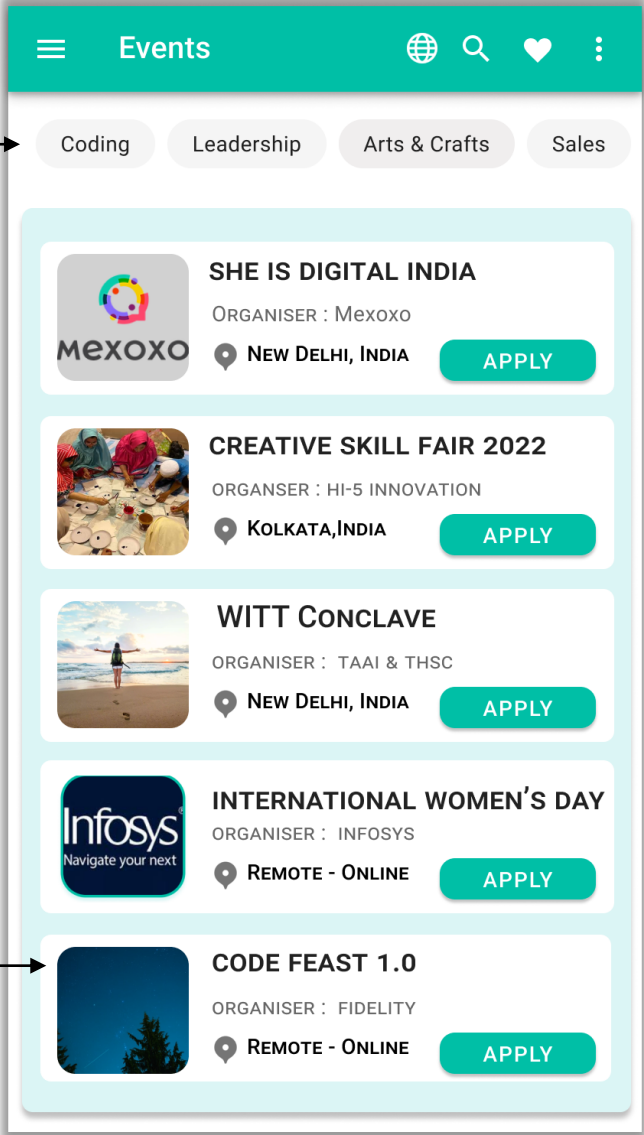 Events
Coding Leadership Arts & Crafts Sales
SHE IS DIGITAL INDIA
ORGANISER : Mexoxo
mexoxo
NEW DELHI, INDIA
APPLY
CREATIVE SKILL FAIR 2022
ORGANSER : HI-5 INNOVATION
KOLKATA,INDIA
APPLY
WITT CONCLAVE
ORGANISER : TAAI & THSC
NEW DELHI, INDIA
APPLY
Infosys®
Navigate your next
INTERNATIONAL WOMEN'S DAY
ORGANISER : INFOSYS
REMOTE - ONLINE
APPLY
CODE FEAST 1.0
ORGANISER : FIDELITY
REMOTE - ONLINE
APPLY